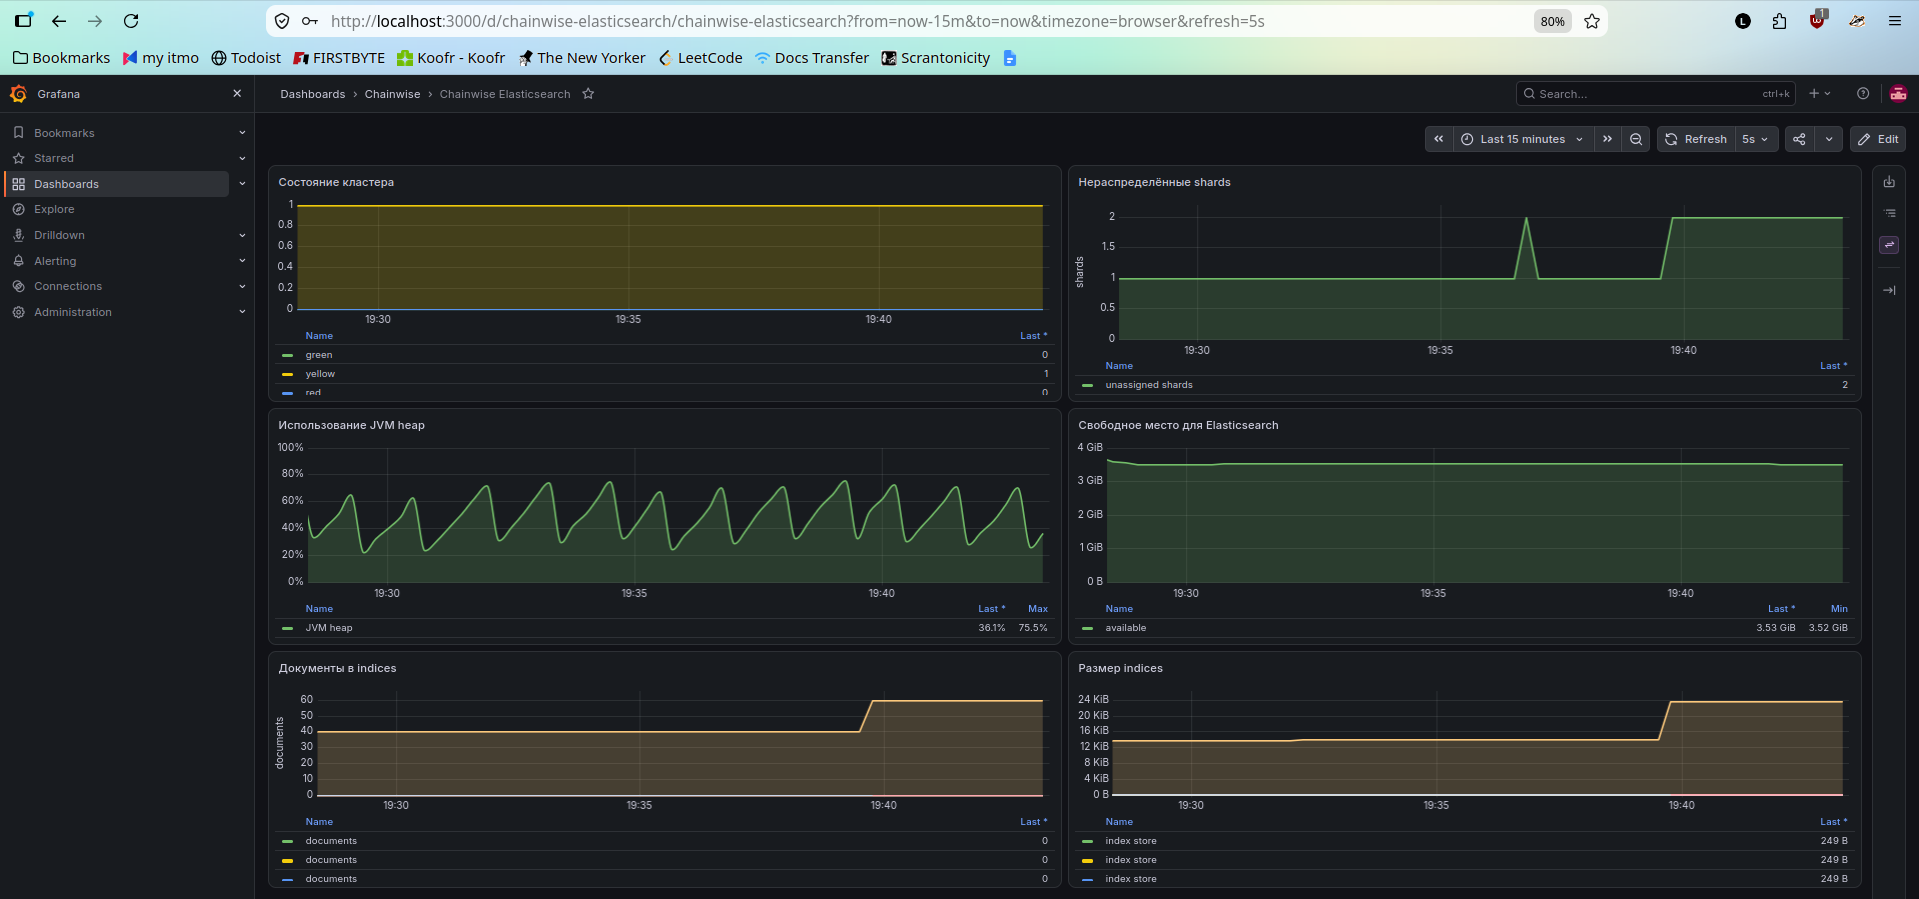 http://localhost:3000/d/chainwise-elasticsearch/chainwise-elasticsearch?from=now-15m&to=now&timezone=browser&refresh=5s
80%
L
1
Bookmarks
my itmo
Todoist
FIRSTBYTE
Koofr - Koofr
The New Yorker
LeetCode
Docs Transfer
Scrantonicity
Grafana
Dashboards › Chainwise › Chainwise Elasticsearch
Search...
ctrl+k
Bookmarks
Starred
Dashboards
Explore
Drilldown
Alerting
Connections
Administration
Last 15 minutes
Refresh
5s
Edit
Состояние кластера
1
0.8
0.6
0.4
0.2
0
19:30
19:35
19:40
Name Last *
green 0
yellow 1
red 0
Нераспределённые shards
shards
2
1.5
1
0.5
0
19:30
19:35
19:40
Name Last *
unassigned shards 2
Использование JVM heap
100%
80%
60%
40%
20%
0%
19:30
19:35
19:40
Name Last * Max
JVM heap 36.1% 75.5%
Свободное место для Elasticsearch
4 GiB
3 GiB
2 GiB
1 GiB
0 B
19:30
19:35
19:40
Name Last * Min
available 3.53 GiB 3.52 GiB
Документы в indices
documents
60
50
40
30
20
10
0
19:30
19:35
19:40
Name Last *
documents 0
documents 0
documents 0
Размер indices
24 KiB
20 KiB
16 KiB
12 KiB
8 KiB
4 KiB
0 B
19:30
19:35
19:40
Name Last *
index store 249 B
index store 249 B
index store 249 B